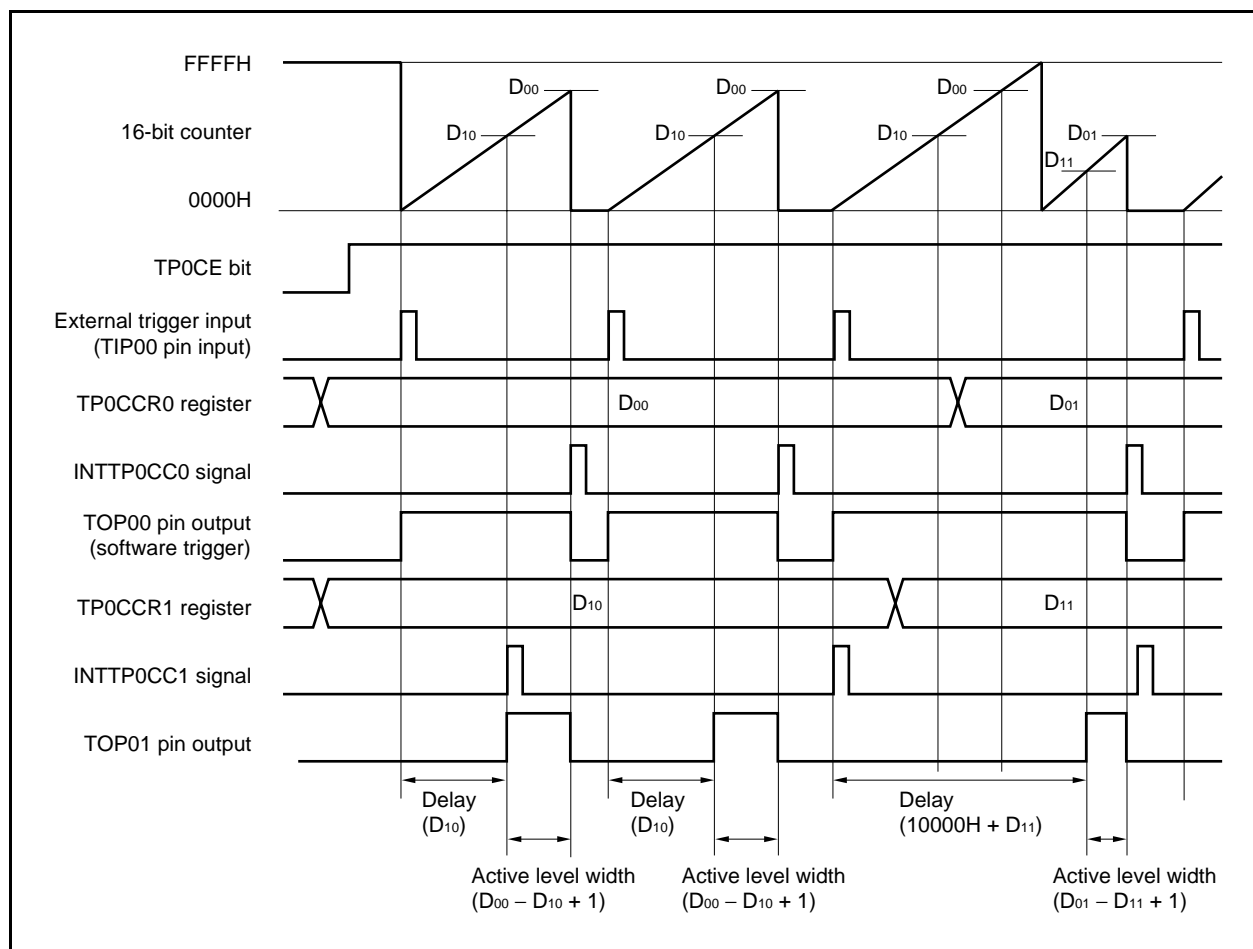 FFFFH
D00
D00
D00
16-bit counter
D10
D10
D10
D01
D11
0000H
TP0CE bit
External trigger input
(TIP00 pin input)
TP0CCR0 register
D00
D01
INTTP0CC0 signal
TOP00 pin output
(software trigger)
TP0CCR1 register
D10
D11
INTTP0CC1 signal
TOP01 pin output
Delay
(D10)
Delay
(D10)
Delay
(10000H + D11)
Active level width
(D00 − D10 + 1)
Active level width
(D00 − D10 + 1)
Active level width
(D01 − D11 + 1)